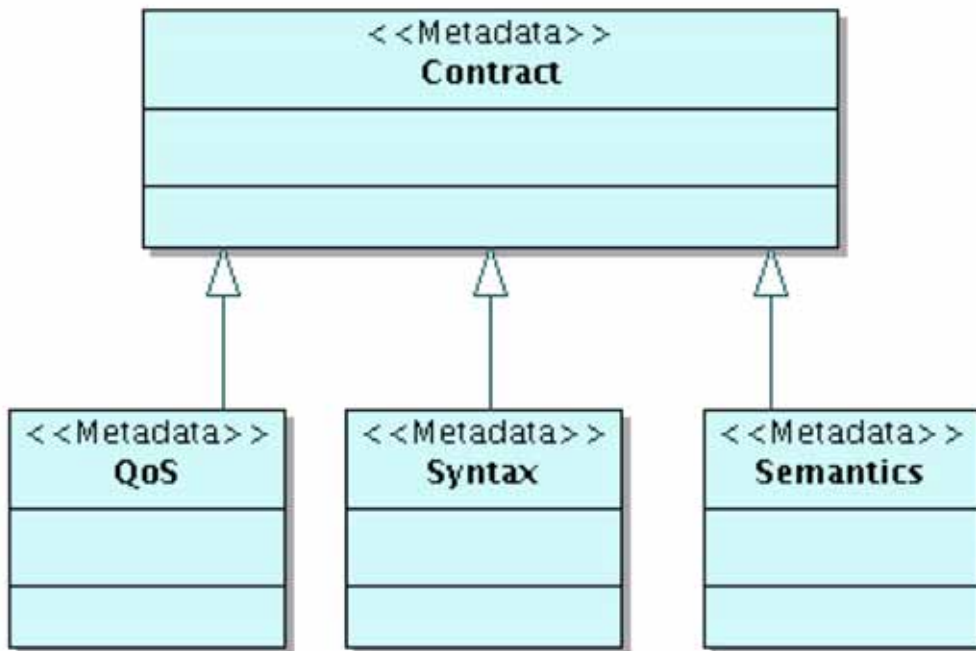 <<Metadata>>
Contract
<<Metadata>>
QoS
<<Metadata>>
Syntax
<<Metadata>>
Semantics